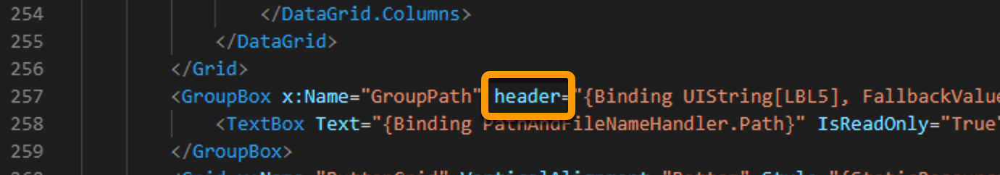 254 </DataGrid.Columns>
255 </DataGrid>
256 </Grid>
257 <GroupBox x:Name="GroupPath" header="{Binding UIString[LBL5], FallbackValue
258 <TextBox Text="{Binding PathAndFileNameHandler.Path}" IsReadOnly="True"
259 </GroupBox>